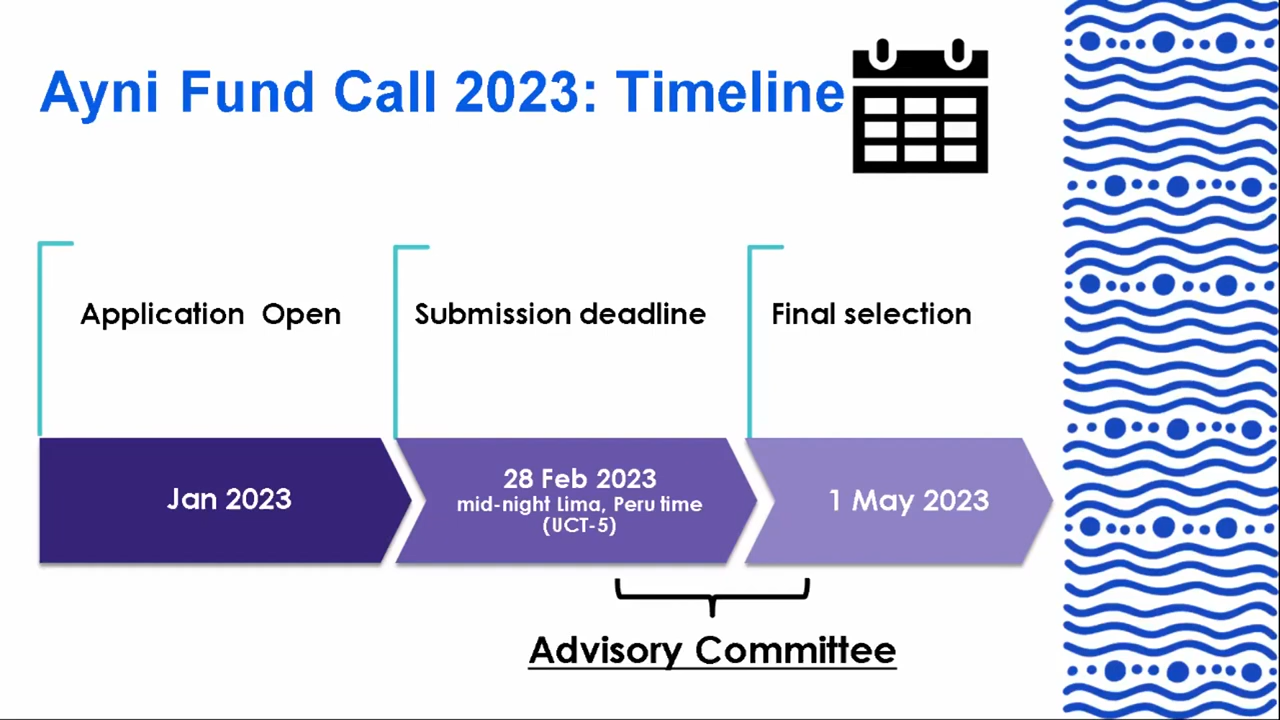 Ayni Fund Call 2023: Timeline
Application Open
Submission deadline
Final selection
Jan 2023
28 Feb 2023
mid-night Lima, Peru time
(UCT-5)
1 May 2023
Advisory Committee